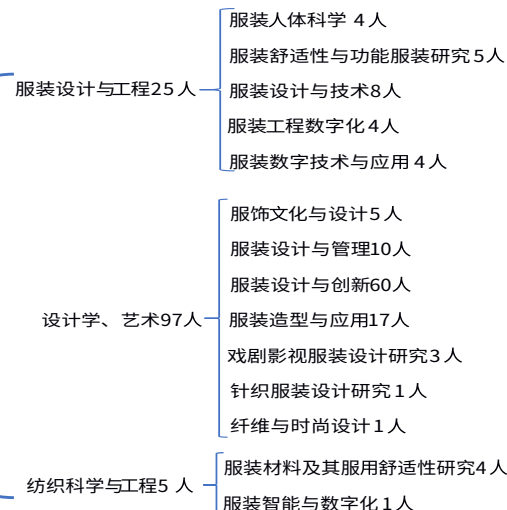 服装人体科学 4人
服装舒适性与功能服装研究5人
服装设计与工程25人
服装设计与技术8人
服装工程数字化4人
服装数字技术与应用4人
服饰文化与设计5人
服装设计与管理10人
服装设计与创新60人
设计学、艺术97人
服装造型与应用17人
戏剧影视服装设计研究3人
针织服装设计研究1人
纤维与时尚设计1人
服装材料及其服用舒适性研究4人
纺织科学与工程5 人
服装智能与数字化1人